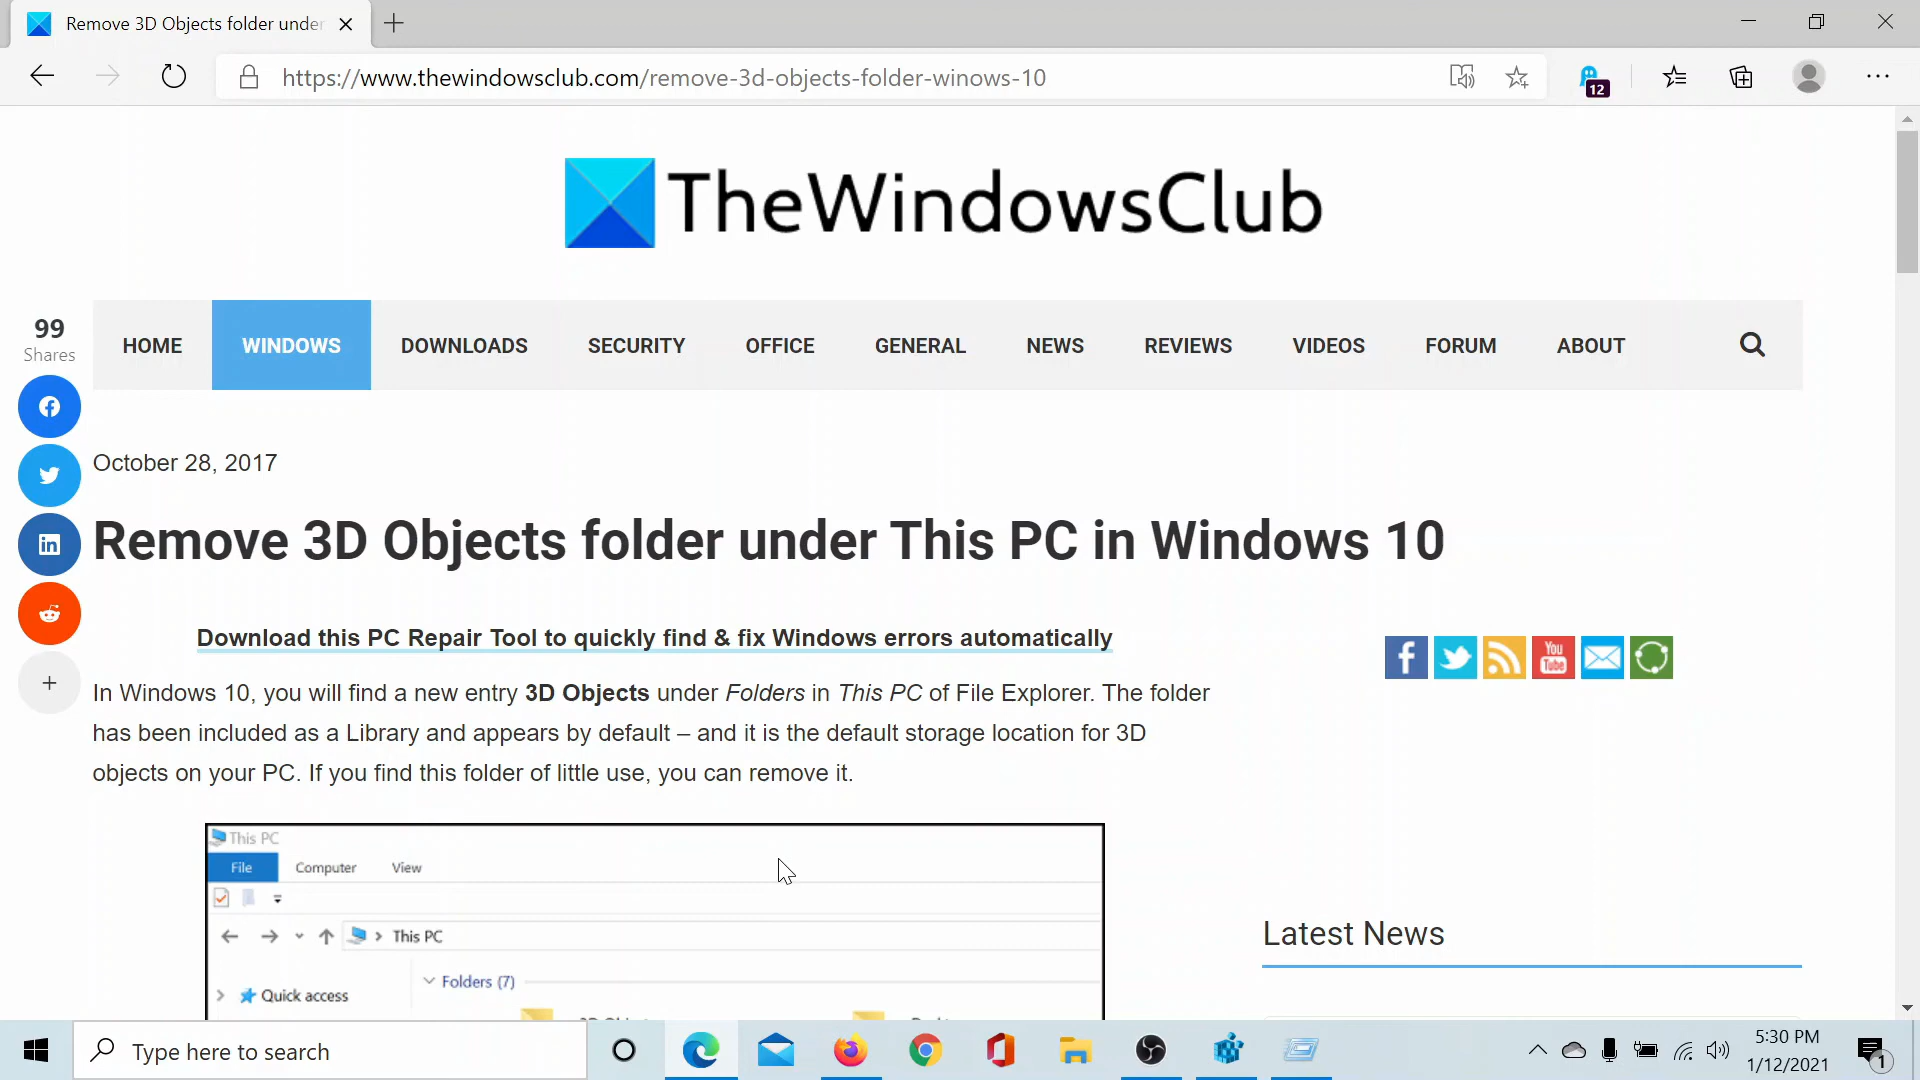 Remove 3D Objects folder under
https://www.thewindowsclub.com/remove-3d-objects-folder-winows-10
12
TheWindowsClub
99
Shares
HOME
WINDOWS
DOWNLOADS
SECURITY
OFFICE
GENERAL
NEWS
REVIEWS
VIDEOS
FORUM
ABOUT
October 28, 2017
Remove 3D Objects folder under This PC in Windows 10
Download this PC Repair Tool to quickly find & fix Windows errors automatically
In Windows 10, you will find a new entry 3D Objects under Folders in This PC of File Explorer. The folder
has been included as a Library and appears by default – and it is the default storage location for 3D
objects on your PC. If you find this folder of little use, you can remove it.
You
Tube
This PC
File
Computer
View
This PC
Quick access
Folders (7)
Latest News
Type here to search
5:30 PM
1/12/2021
1